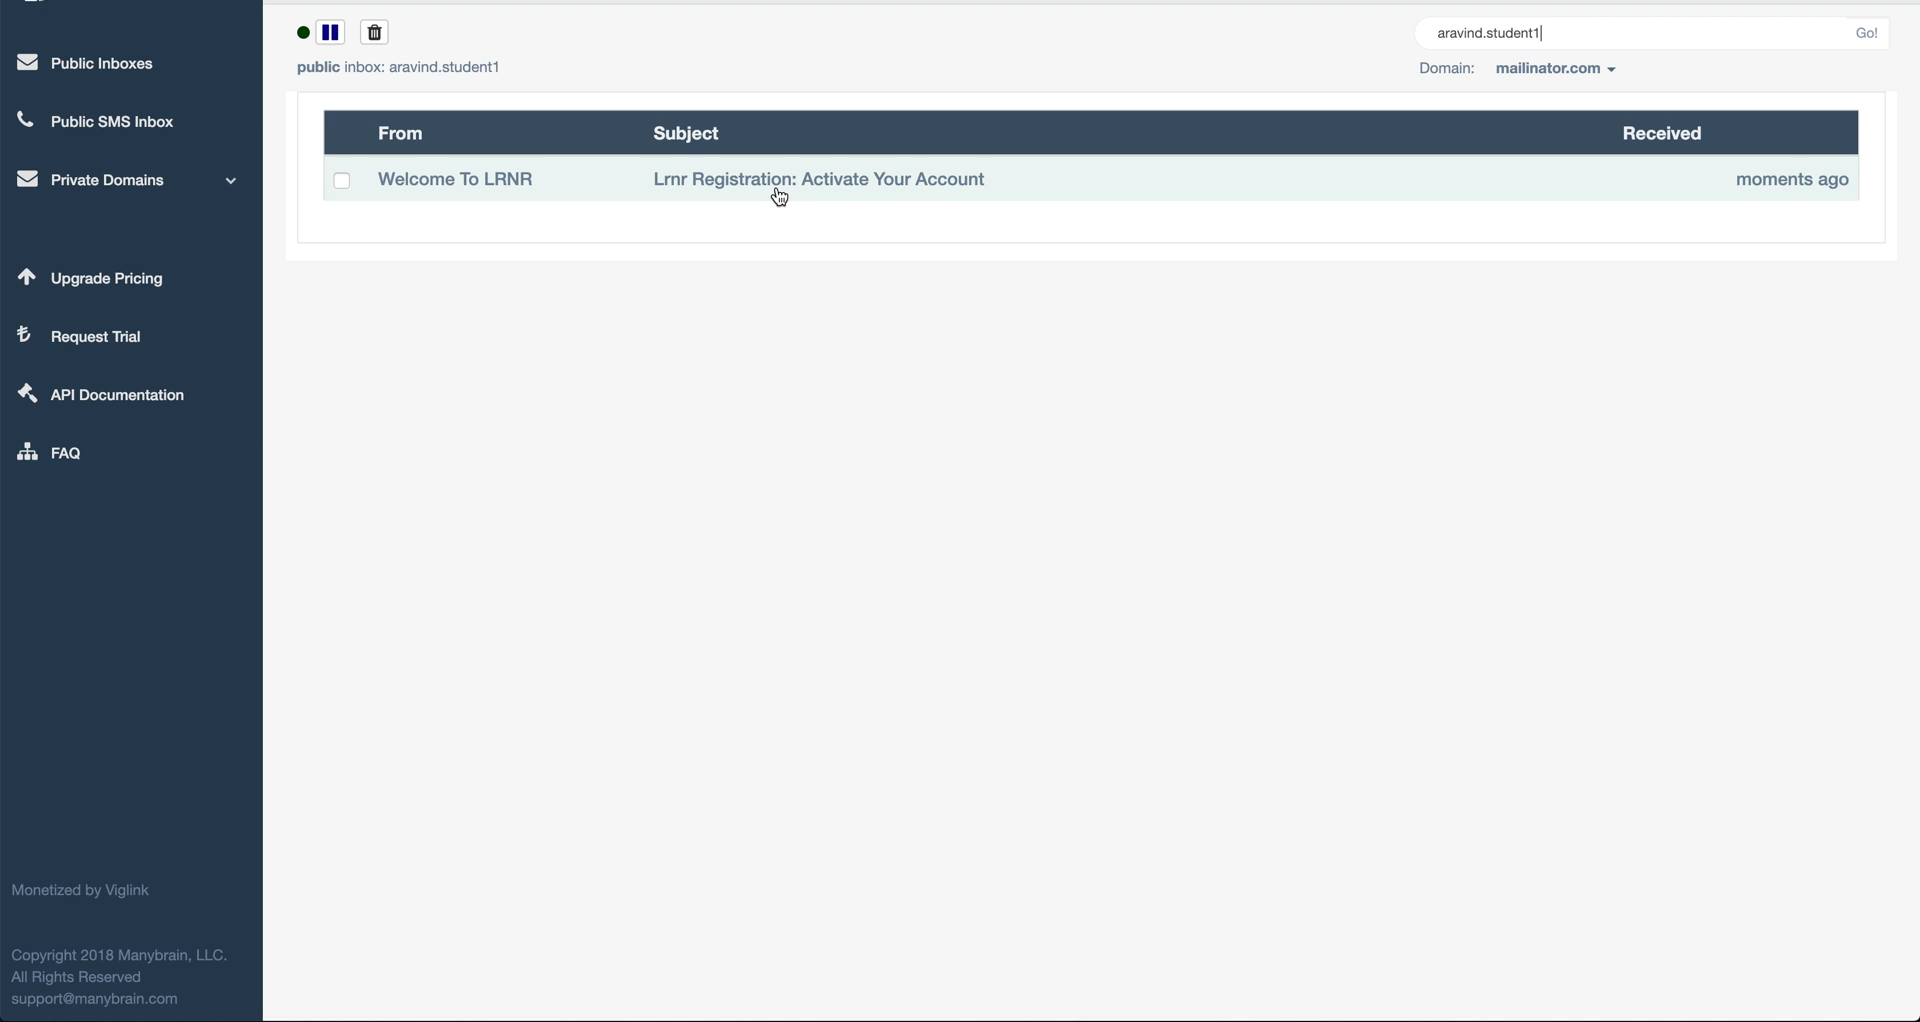 Public Inboxes
Public SMS Inbox
Private Domains
Upgrade Pricing
Request Trial
API Documentation
FAQ
Monetized by Viglink
Copyright 2018 Manybrain, LLC.
All Rights Reserved
support@manybrain.com
aravind.student1
Go!
public inbox: aravind.student1
Domain: mailinator.com
From Subject Received
Welcome To LRNR Lrnr Registration: Activate Your Account moments ago